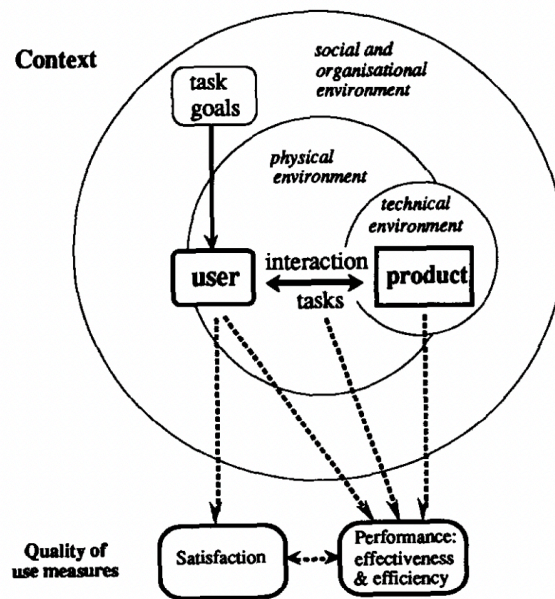 Context
social and
organisational
environment
task
goals
physical
environment
technical
environment
user
interaction
tasks
product
Quality of
use measures
Satisfaction
Performance:
effectiveness
& efficiency